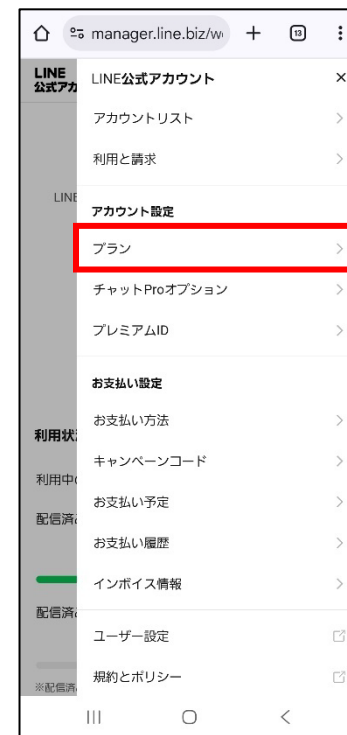 manager.line.biz/w
13
LINE
公式アカ
LINE公式アカウント
アカウントリスト
利用と請求
LINE
アカウント設定
プラン
チャットProオプション
プレミアムID
お支払い設定
お支払い方法
利用状
キャンペーンコード
利用中
お支払い予定
配信済
お支払い履歴
インボイス情報
配信済
ユーザー設定
規約とポリシー
※配信済